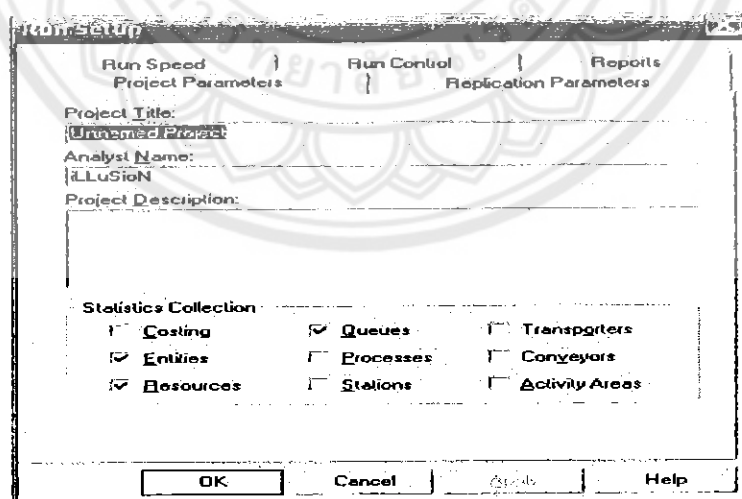 Run Setup
Run Speed Run Control Reports
Project Parameters Replication Parameters
Project Title:
Unnamed Project
Analyst Name:
iLLuSioN
Project Description:
Statistics Collection
Costing Queues Transporters
Entities Processes Conveyors
Resources Stations Activity Areas
OK Cancel Apply Help